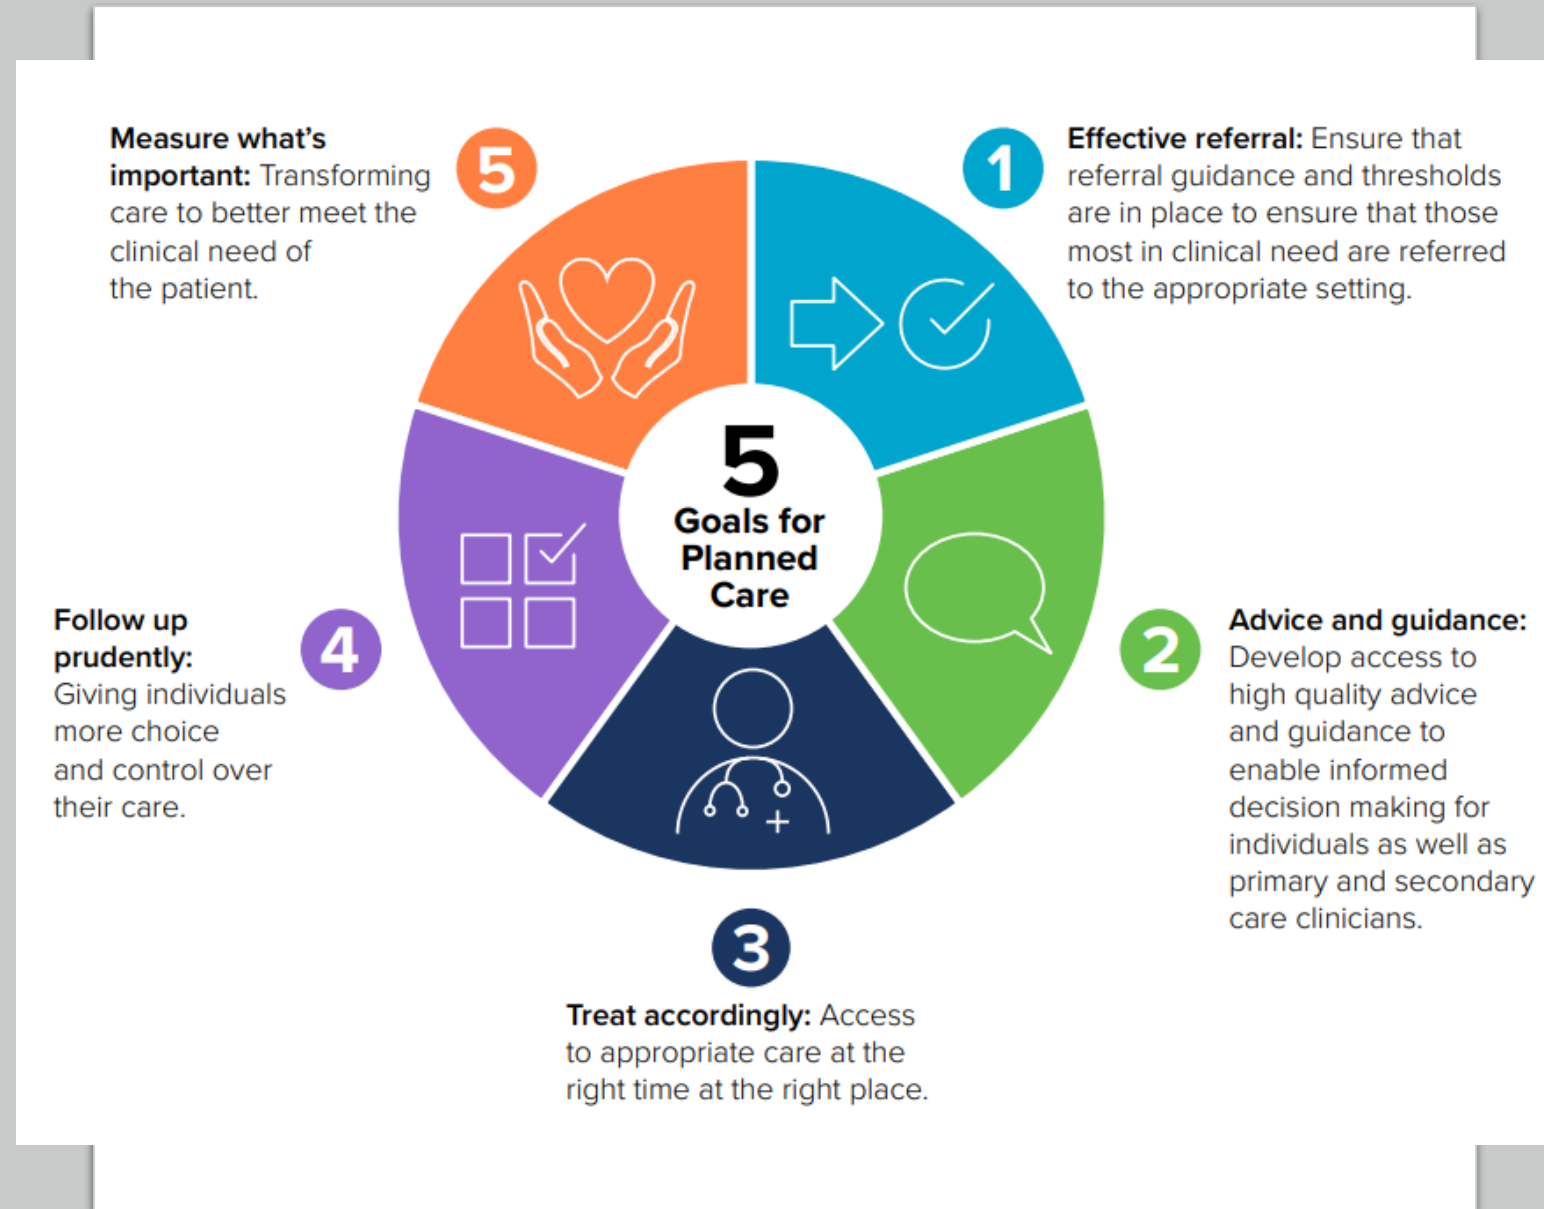 5
Goals for
Planned
Care
1
Effective referral: Ensure that
referral guidance and thresholds
are in place to ensure that those
most in clinical need are referred
to the appropriate setting.
2
Advice and guidance:
Develop access to
high quality advice
and guidance to
enable informed
decision making for
individuals as well as
primary and secondary
care clinicians.
3
Treat accordingly: Access
to appropriate care at the
right time at the right place.
4
Follow up
prudently:
Giving individuals
more choice
and control over
their care.
5
Measure what's
important: Transforming
care to better meet the
clinical need of
the patient.